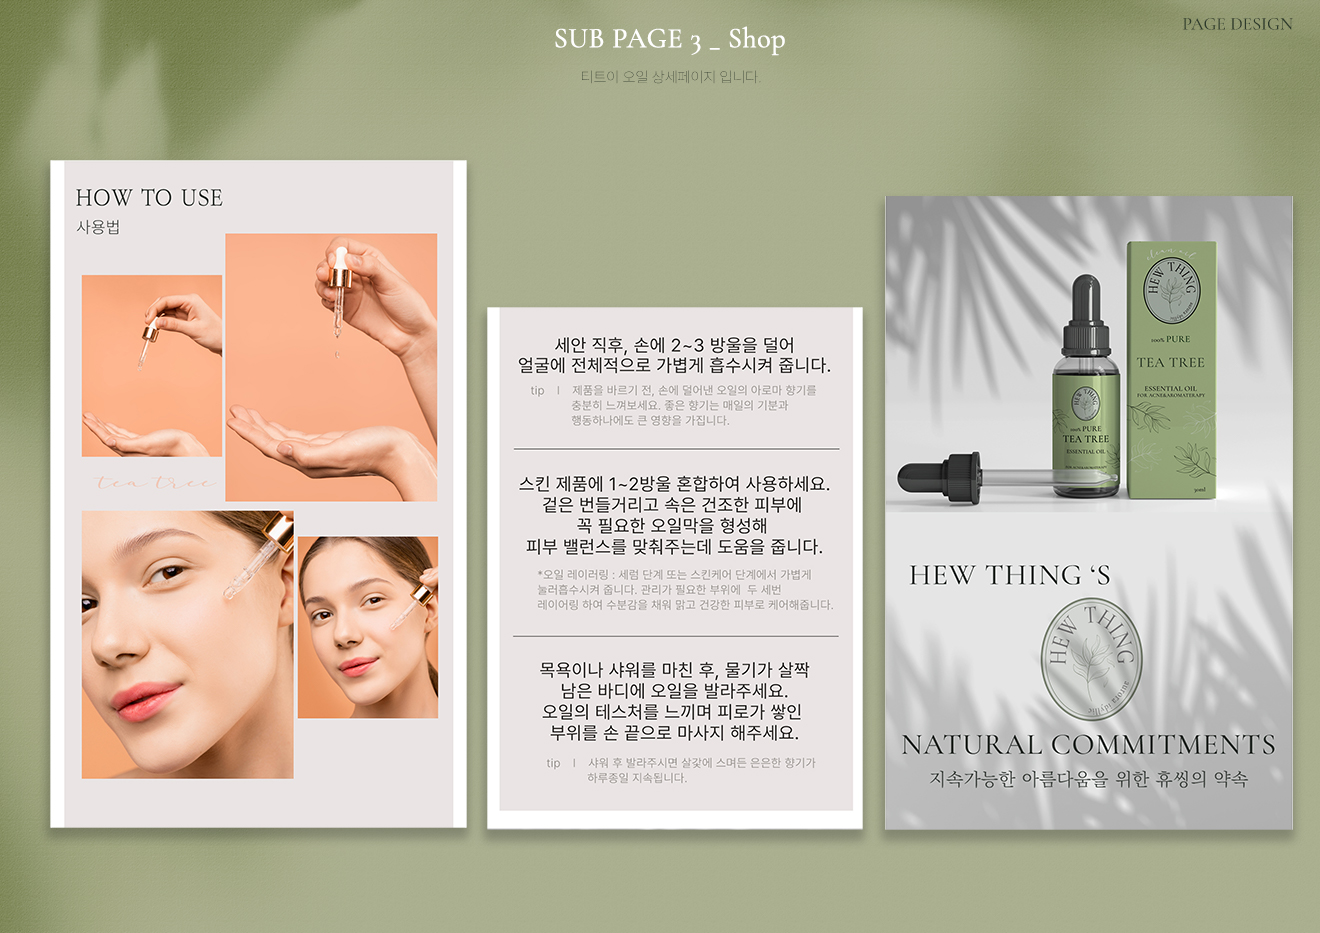 SUB PAGE 3 _ Shop
PAGE DESIGN
티트이 오일 상세페이지 입니다.
HOW TO USE
사용법
tea tree
세안 직후, 손에 2~3 방울을 덜어
얼굴에 전체적으로 가볍게 흡수시켜 줍니다.
tip ㅣ 제품을 바르기 전, 손에 덜어낸 오일의 아로마 향기를
충분히 느껴보세요. 좋은 향기는 매일의 기분과
행동하나에도 큰 영향을 가집니다.
스킨 제품에 1~2방울 혼합하여 사용하세요.
겉은 번들거리고 속은 건조한 피부에
꼭 필요한 오일막을 형성해
피부 밸런스를 맞춰주는데 도움을 줍니다.
*오일 레이러링 : 세럼 단계 또는 스킨케어 단계에서 가볍게
눌러흡수시켜 줍니다. 관리가 필요한 부위에 두 세번
레이어링 하여 수분감을 채워 맑고 건강한 피부로 케어해줍니다.
목욕이나 샤워를 마친 후, 물기가 살짝
남은 바디에 오일을 발라주세요.
오일의 테스처를 느끼며 피로가 쌓인
부위를 손 끝으로 마사지 해주세요.
tip ㅣ 샤워 후 발라주시면 살갗에 스며든 은은한 향기가
하루종일 지속됩니다.
HEW THING
100% PURE
TEA TREE
ESSENTIAL OIL
FOR ACNE&AROMATERAPY
30ml
HEW THING
100% PURE
TEA TREE
ESSENTIAL OIL
HEW THING ‘S
HEW THING
aurora idyllic
NATURAL COMMITMENTS
지속가능한 아름다움을 위한 휴씽의 약속